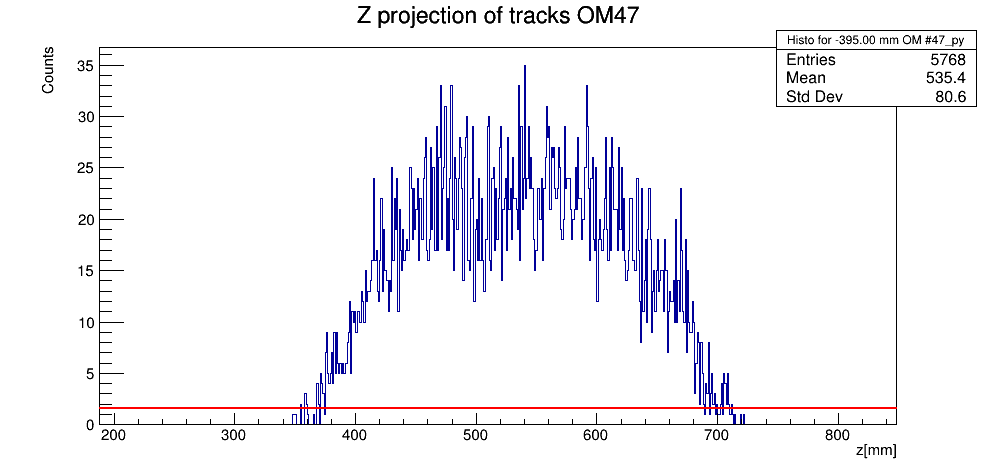 Z projection of tracks OM47
Histo for -395.00 mm OM #47_py
Entries 5768
Mean 535.4
Std Dev 80.6
Counts
35
30
25
20
15
10
5
0
200 300 400 500 600 700 800
z[mm]